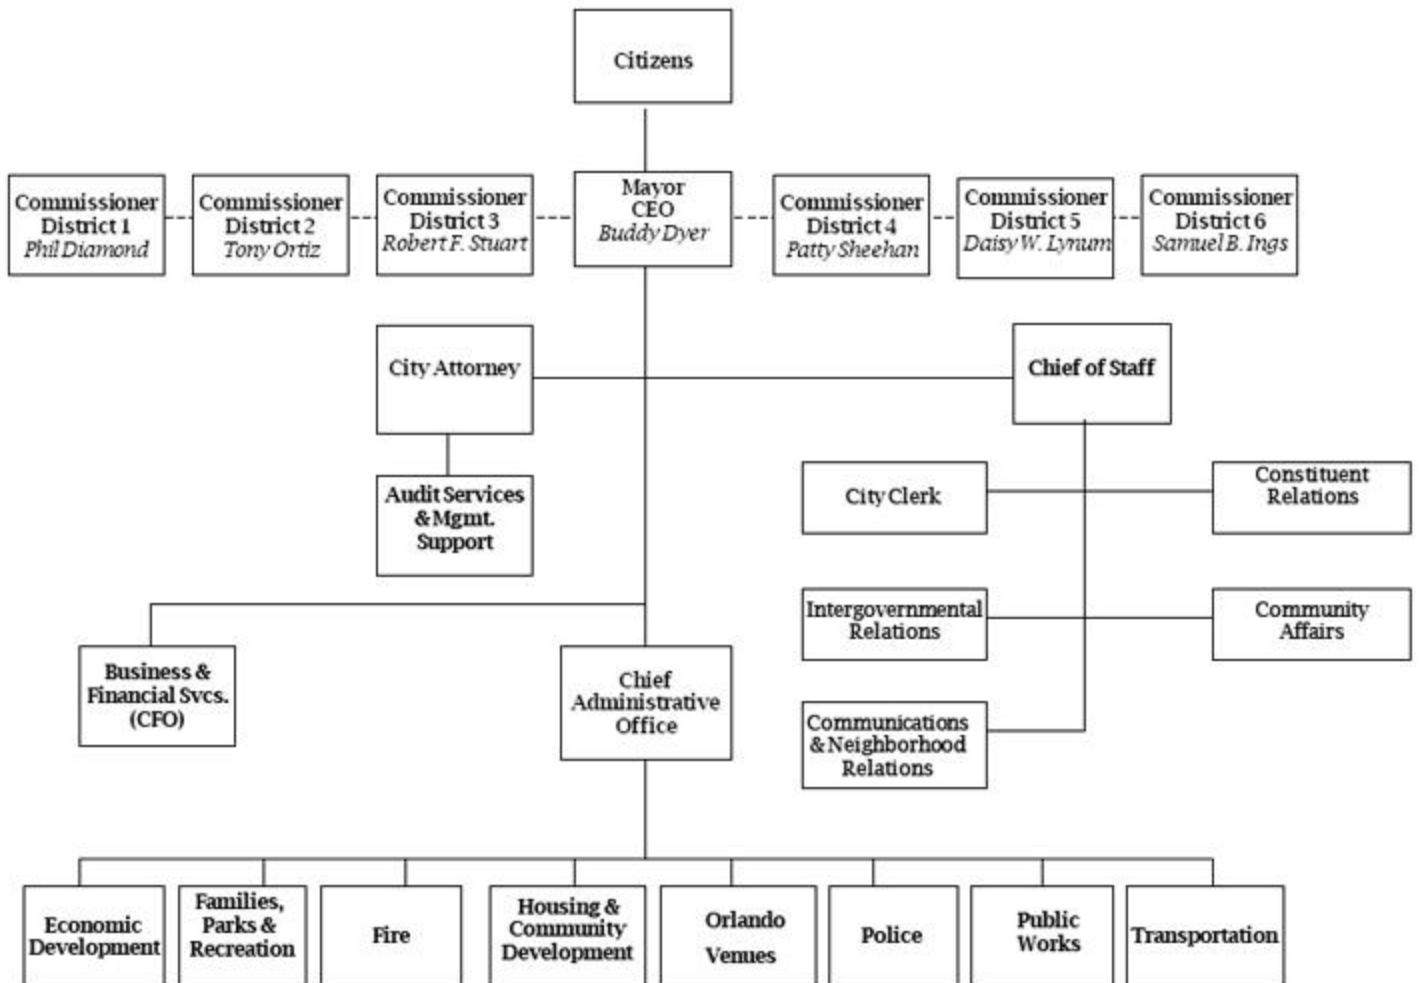 Citizens
Commissioner
District 1
Phil Diamond
Commissioner
District 2
Tony Ortiz
Commissioner
District 3
Robert F. Stuart
Mayor
CEO
Buddy Dyer
Commissioner
District 4
Patty Sheehan
Commissioner
District 5
Daisy W. Lynum
Commissioner
District 6
Samuel B. Ings
City Attorney
Chief of Staff
Audit Services
& Mgmt.
Support
City Clerk
Constituent
Relations
Intergovernmental
Relations
Community
Affairs
Business &
Financial Svcs.
(CFO)
Chief
Administrative
Office
Communications
& Neighborhood
Relations
Economic
Development
Families,
Parks &
Recreation
Fire
Housing &
Community
Development
Orlando
Venues
Police
Public
Works
Transportation